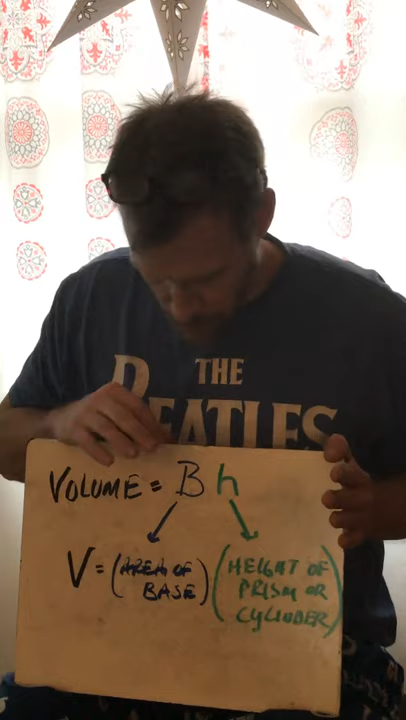 THE
BEATLES
VOLUME = B h
V = (AREA OF BASE) (HEIGHT OF PRISM OR CYLINDER)